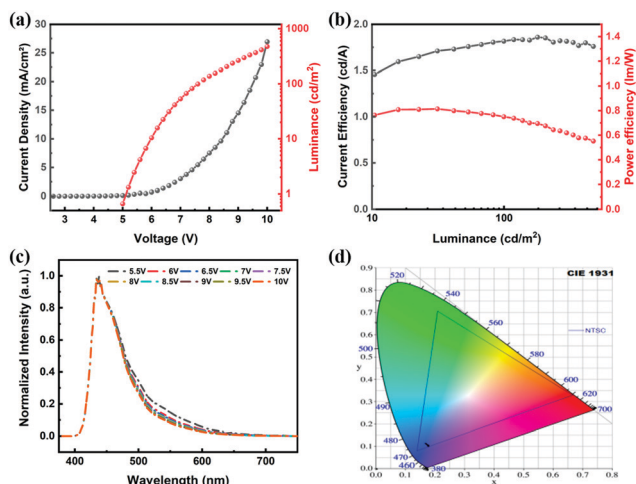 (a)
Current Density (mA/cm²)
30
25
20
15
10
5
0
1000
100
10
1
Luminance (cd/m²)
3 4 5 6 7 8 9 10
Voltage (V)
(b)
Current Efficiency (cd/A)
2.0
1.5
1.0
0.5
0.0
1.4
1.2
1.0
0.8
0.6
0.4
0.2
0.0
Power efficiency (lm/W)
10 100
Luminance (cd/m²)
(c)
Normalized Intensity (a.u.)
1.0
0.8
0.6
0.4
0.2
0.0
5.5V 6V 6.5V 7V 7.5V
8V 8.5V 9V 9.5V 10V
400 500 600 700
Wavelength (nm)
(d)
CIE 1931
NTSC
y
0.9
0.8
0.7
0.6
0.5
0.4
0.3
0.2
0.1
0.0
520
540
560
580
600
620
700
500
490
480
470
460
380
0.0 0.1 0.2 0.3 0.4 0.5 0.6 0.7 0.8
x